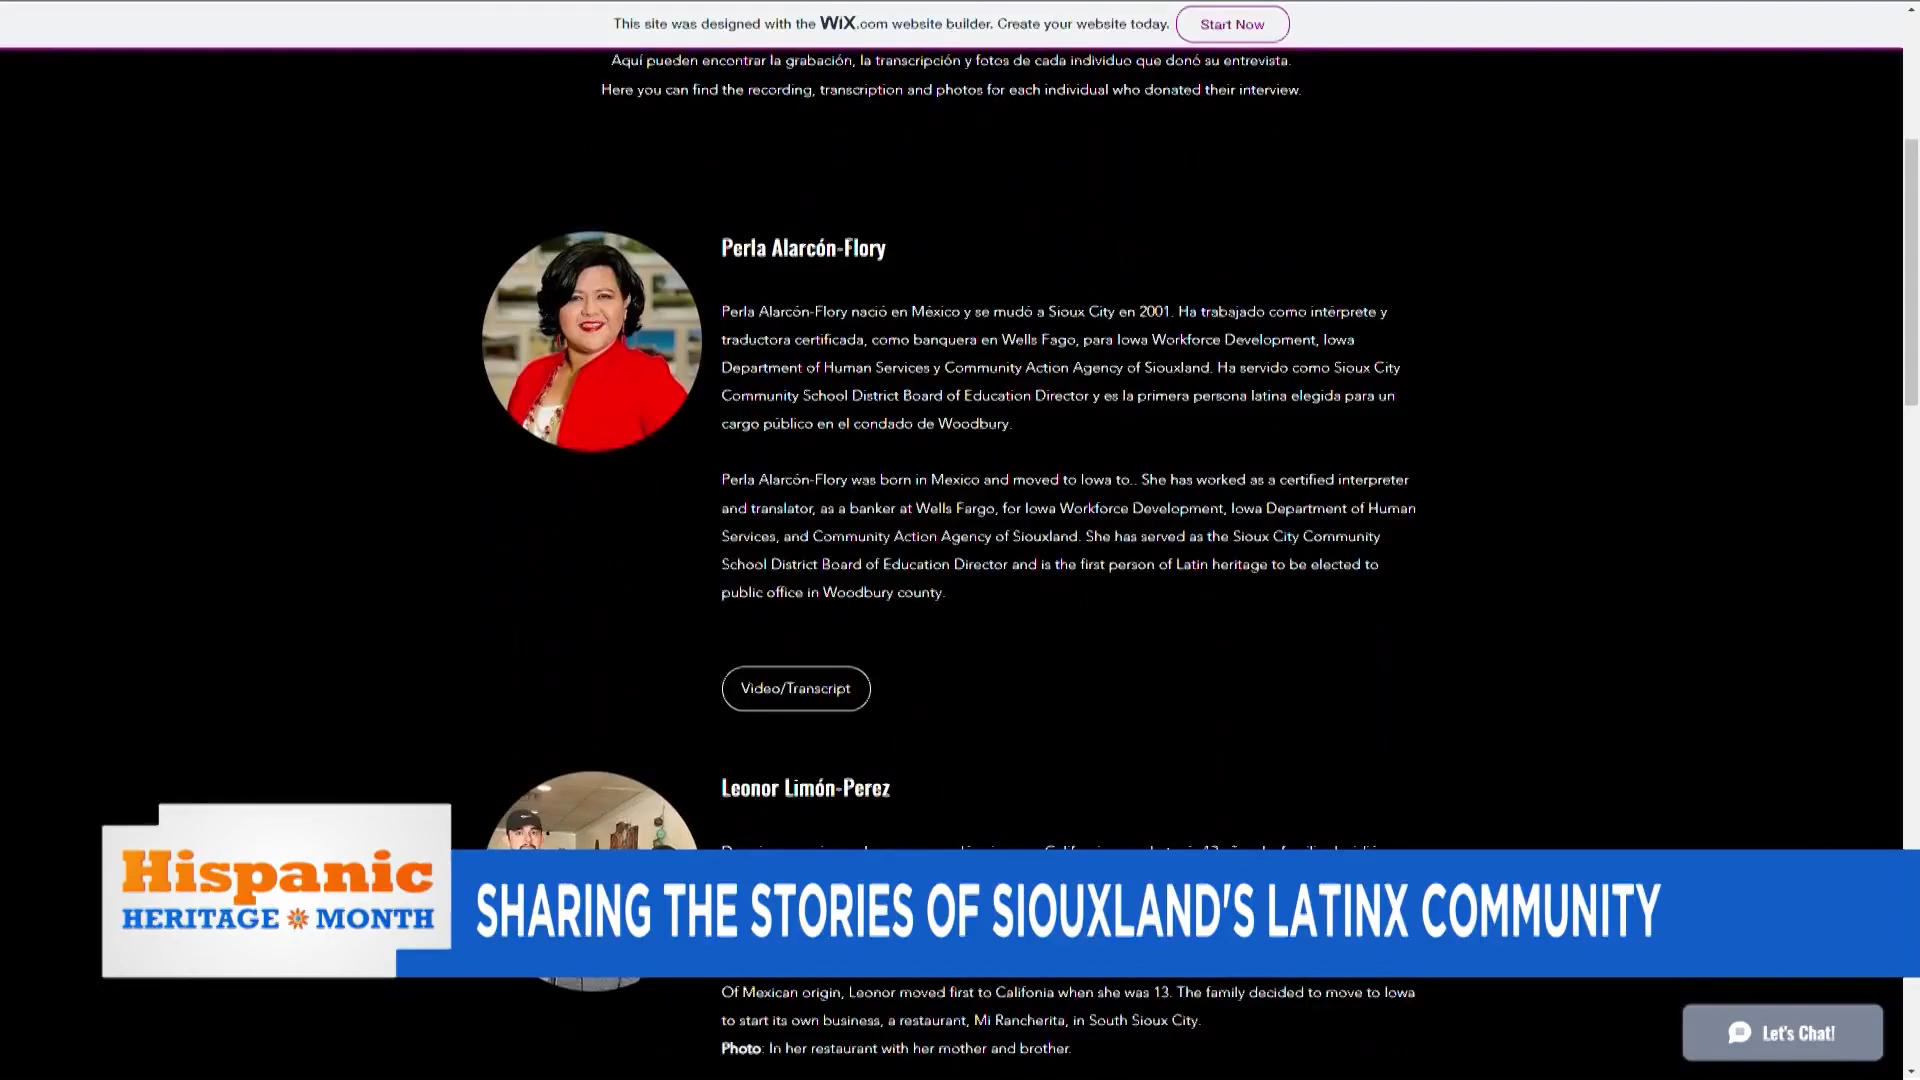 This site was designed with the WiX.com website builder. Create your website today. Start Now
Aquí pueden encontrar la grabación, la transcripción y fotos de cada individuo que donó su entrevista.
Here you can find the recording, transcription and photos for each individual who donated their interview.
Perla Alarcón-Flory
Perla Alarcón-Flory nació en México y se mudó a Sioux City en 2001. Ha trabajado como intérprete y
traductora certificada, como banquera en Wells Fago, para Iowa Workforce Development, Iowa
Department of Human Services y Community Action Agency of Siouxland. Ha servido como Sioux City
Community School District Board of Education Director y es la primera persona latina elegida para un
cargo público en el condado de Woodbury.
Perla Alarcón-Flory was born in Mexico and moved to Iowa to.. She has worked as a certified interpreter
and translator, as a banker at Wells Fargo, for Iowa Workforce Development, Iowa Department of Human
Services, and Community Action Agency of Siouxland. She has served as the Sioux City Community
School District Board of Education Director and is the first person of Latin heritage to be elected to
public office in Woodbury county.
Video/Transcript
Leonor Limón-Perez
Hispanic
HERITAGE MONTH
SHARING THE STORIES OF SIOUXLAND'S LATINX COMMUNITY
Of Mexican origin, Leonor moved first to Califonia when she was 13. The family decided to move to Iowa
to start its own business, a restaurant, Mi Rancherita, in South Sioux City.
Photo: In her restaurant with her mother and brother.
Let's Chat!